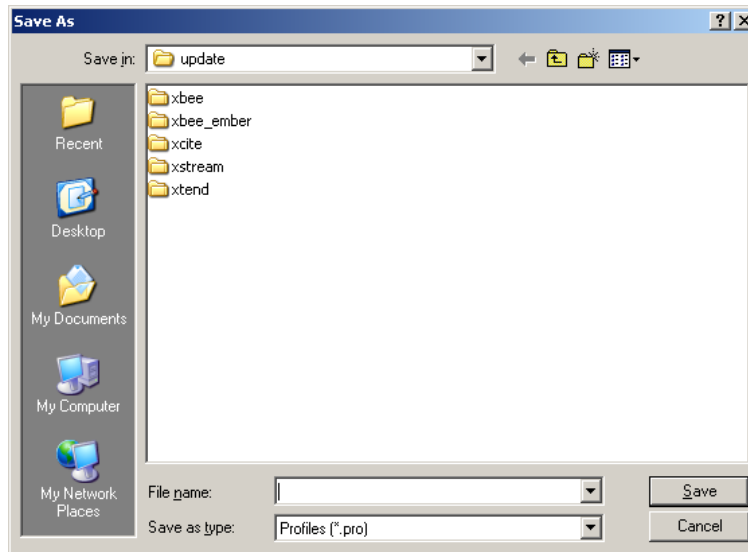 Save As
Save in: update
xbee
xbee_ember
xcite
xstream
xtend
Recent
Desktop
My Documents
My Computer
My Network
Places
File name:
Save
Save as type: Profiles (*.pro)
Cancel